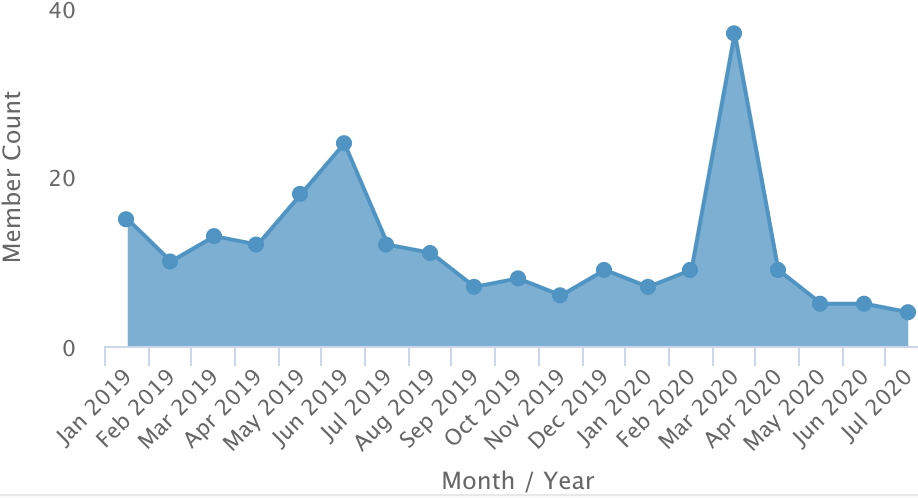 40
20
0
Member Count
Jan 2019
Feb 2019
Mar 2019
Apr 2019
May 2019
Jun 2019
Jul 2019
Aug 2019
Sep 2019
Oct 2019
Nov 2019
Dec 2019
Jan 2020
Feb 2020
Mar 2020
Apr 2020
May 2020
Jun 2020
Jul 2020
Month / Year